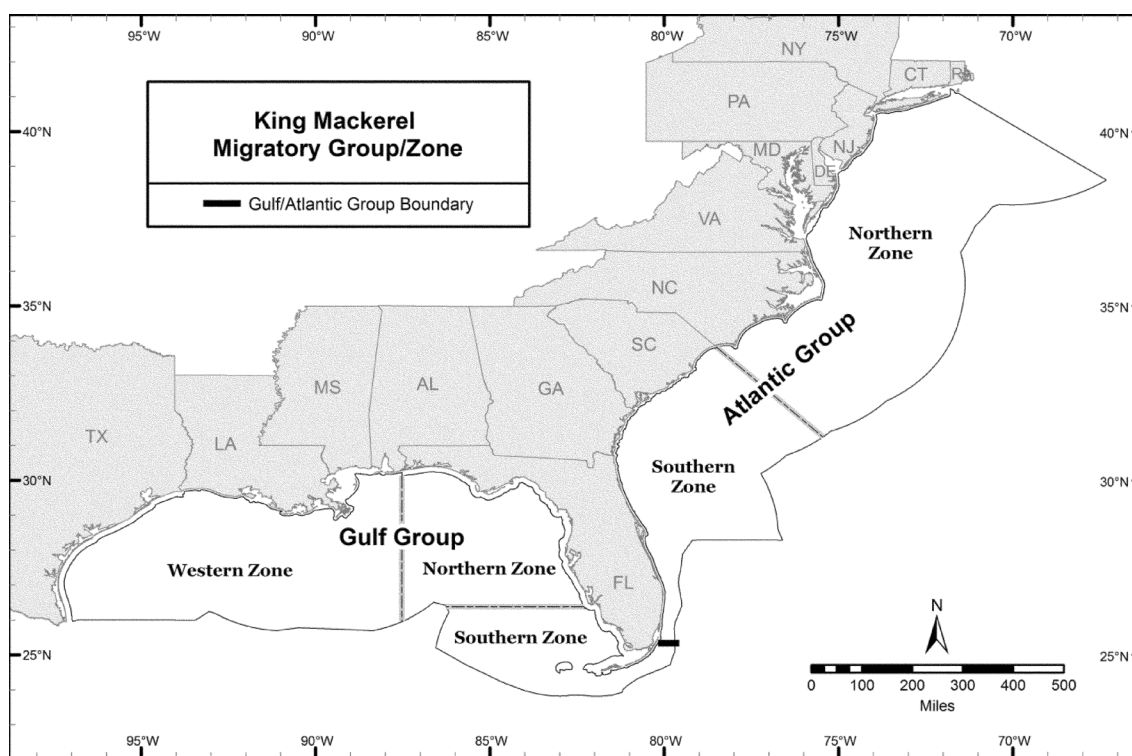 95°W 90°W 85°W 80°W 75°W 70°W
King Mackerel
Migratory Group/Zone
Gulf/Atlantic Group Boundary
NY
CT
RI
PA
40°N
40°N
NJ
MD
DE
VA
Northern
Zone
NC
35°N
35°N
SC
Atlantic Group
MS
AL
GA
TX
LA
Southern
Zone
30°N
30°N
Gulf Group
Western Zone
Northern Zone
FL
Southern Zone
N
25°N
25°N
0 100 200 300 400 500
Miles
95°W 90°W 85°W 80°W 75°W 70°W